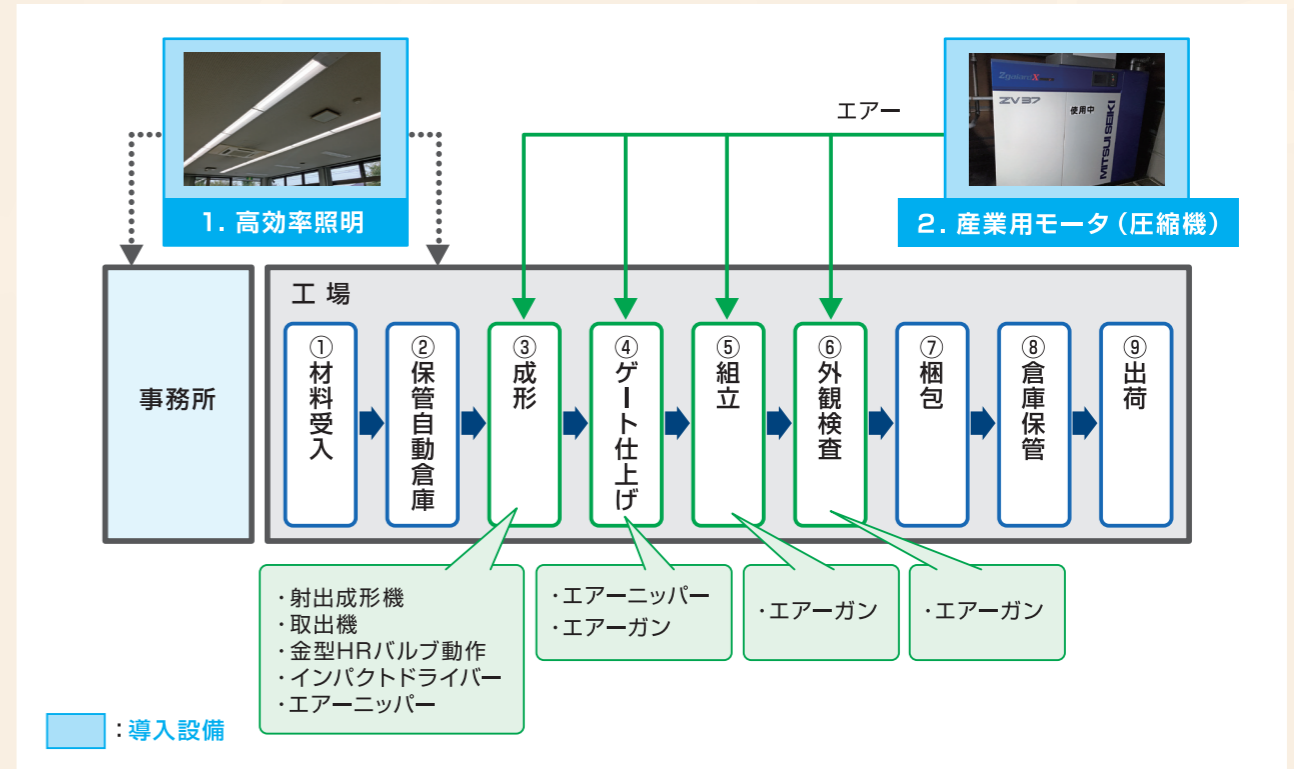 エアー
Zgaiard X
ZV37
使用中
MITSUI SEIKI
1. 高効率照明
2. 産業用モータ（圧縮機）
事務所
工場
①材料受入
②保管自動倉庫
③成形
④ゲート仕上げ
⑤組立
⑥外観検査
⑦梱包
⑧倉庫保管
⑨出荷
・射出成形機
・取出機
・金型HRバルブ動作
・インパクトドライバー
・エアーニッパー
・エアーニッパー
・エアーガン
・エアーガン
・エアーガン
：導入設備